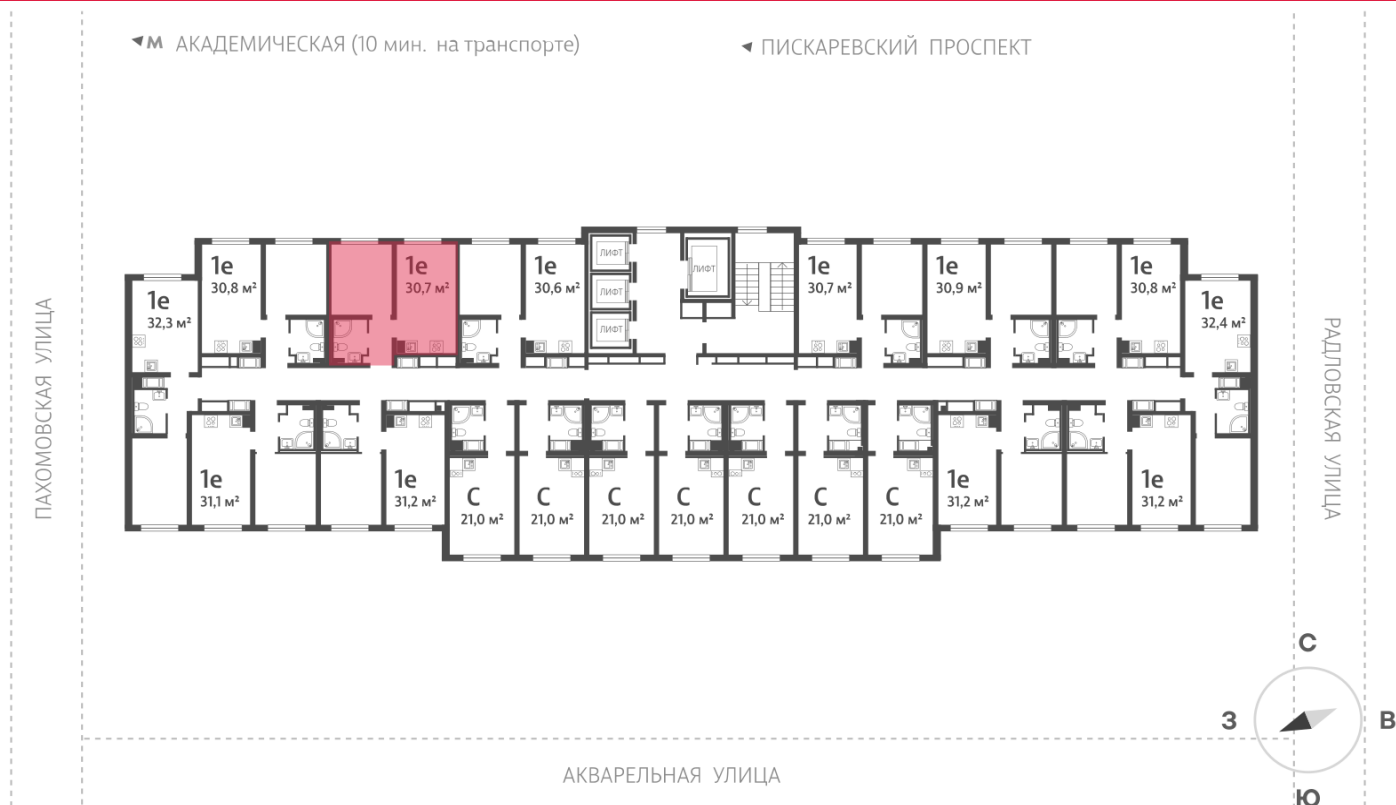 М АКАДЕМИЧЕСКАЯ (10 мин. на транспорте)
ПИСКАРЕВСКИЙ ПРОСПЕКТ
ПАХОМОВСКАЯ УЛИЦА
РАДЛОВСКАЯ УЛИЦА
1е
32,3 м²
1е
30,8 м²
1е
30,7 м²
1е
30,6 м²
ЛИФТ
ЛИФТ
ЛИФТ
ЛИФТ
1е
30,7 м²
1е
30,9 м²
1е
30,8 м²
1е
32,4 м²
1е
31,1 м²
1е
31,2 м²
С
21,0 м²
С
21,0 м²
С
21,0 м²
С
21,0 м²
С
21,0 м²
С
21,0 м²
С
21,0 м²
1е
31,2 м²
1е
31,2 м²
С
З
В
Ю
АКВАРЕЛЬНАЯ УЛИЦА